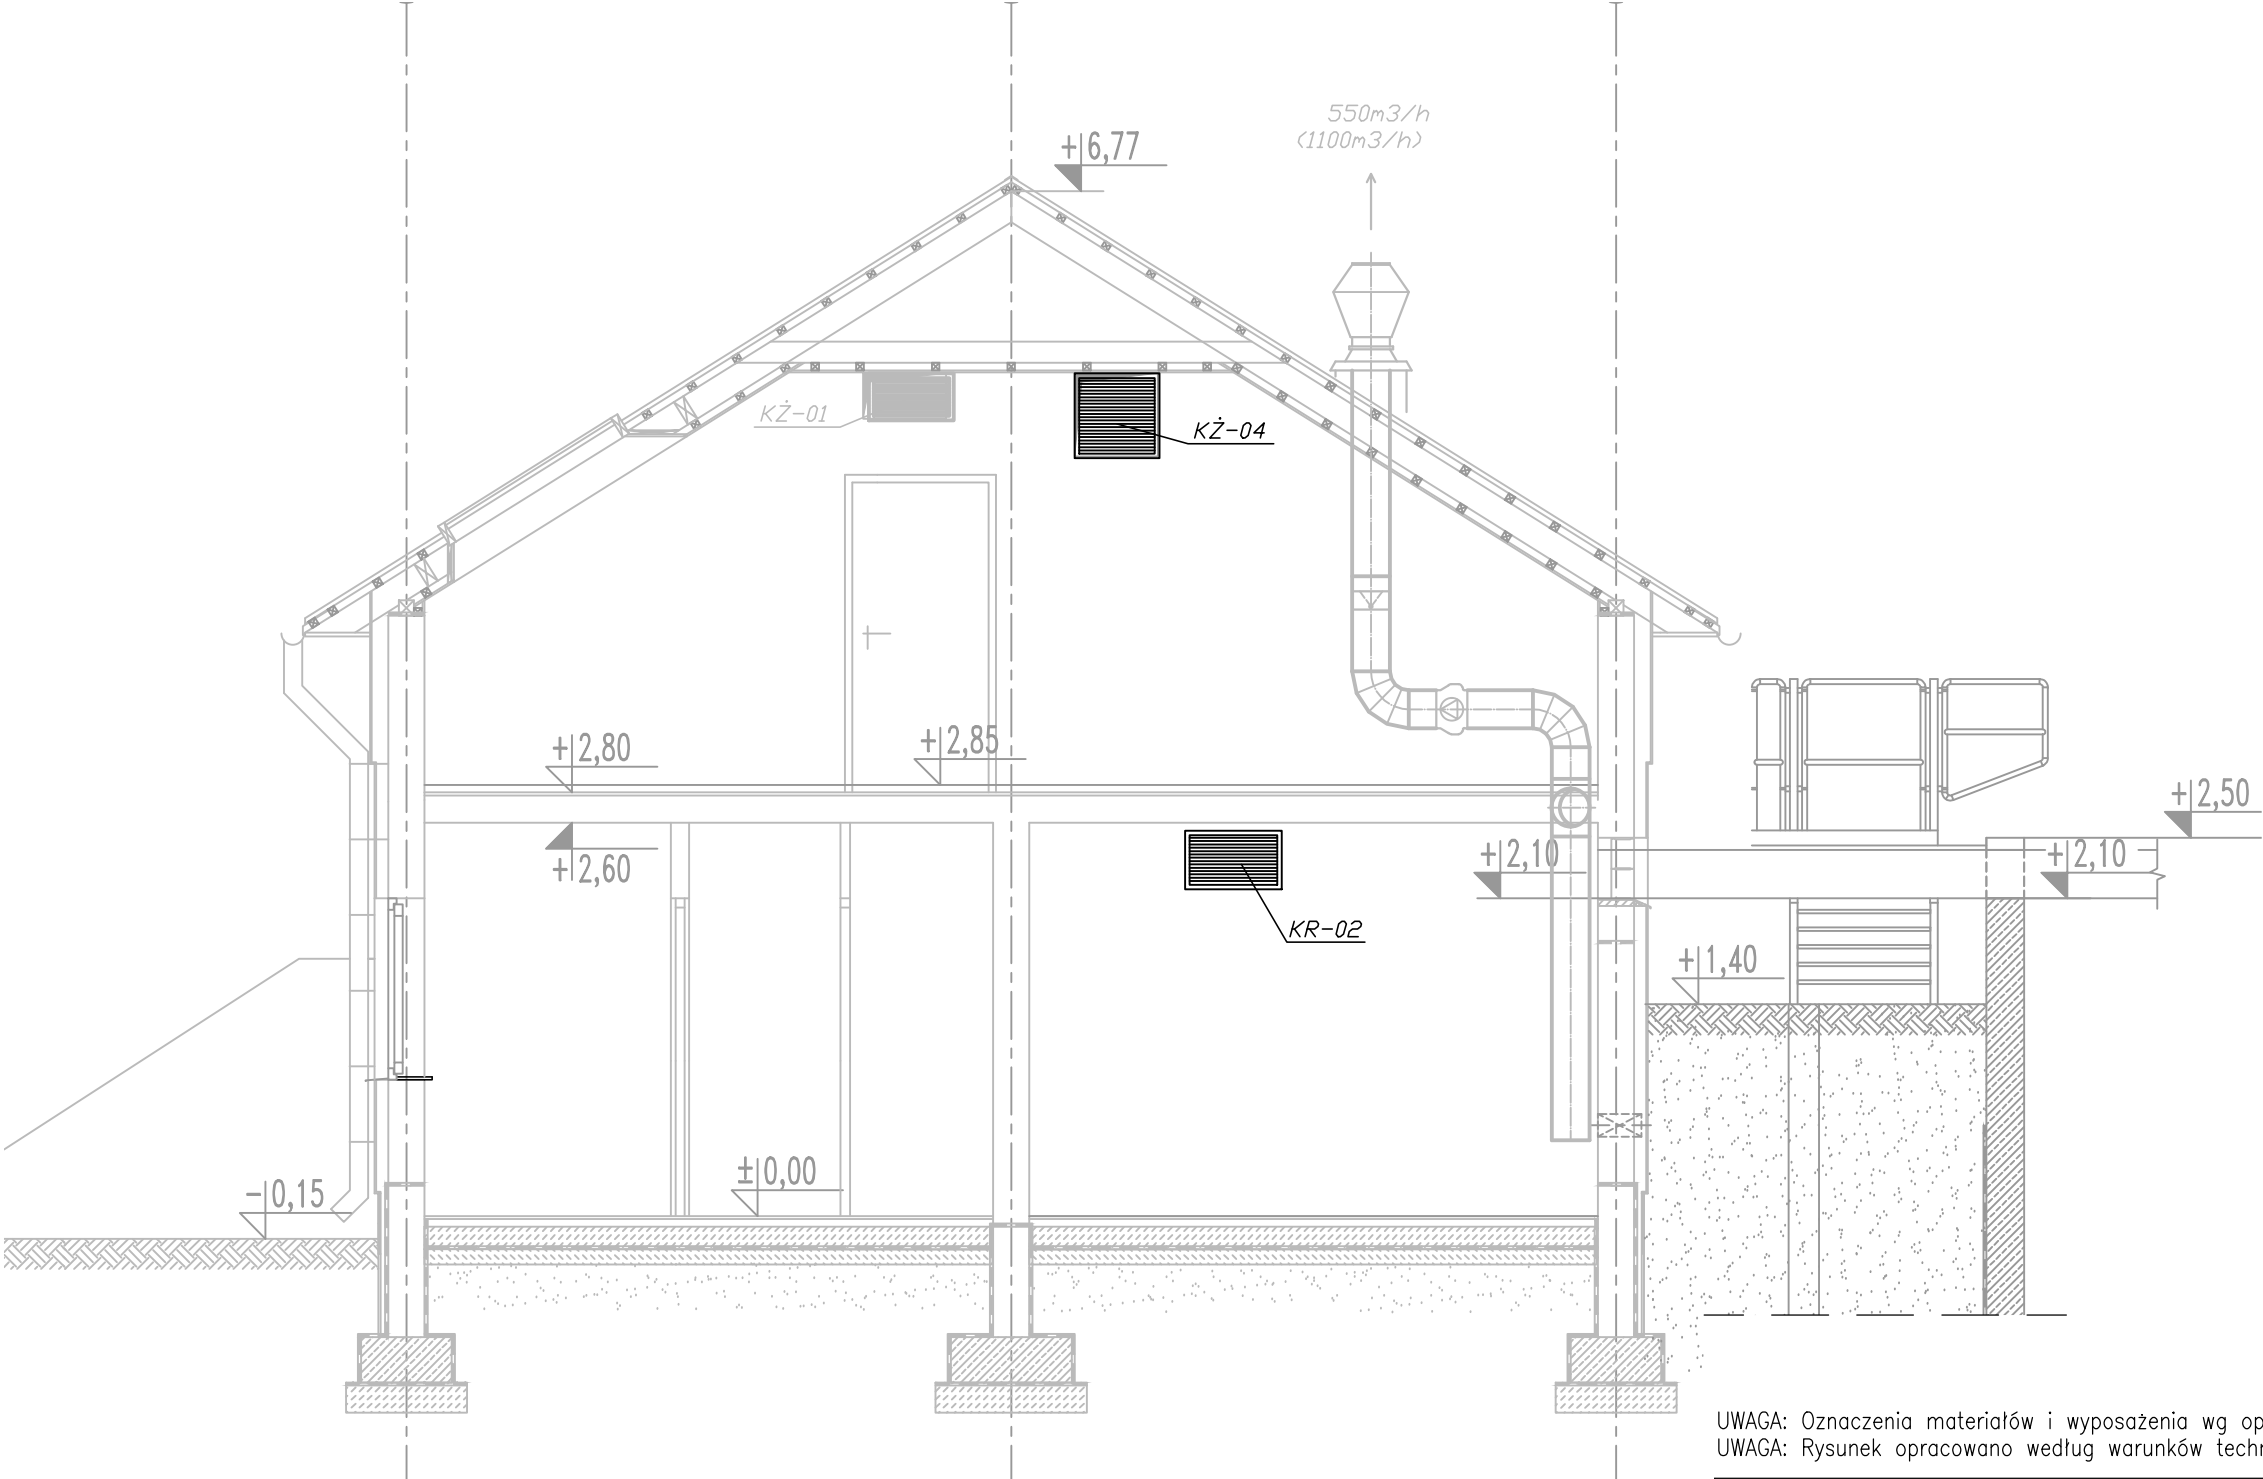 550m3/h
(1100m3/h)
+6,77
KŻ-01
KŻ-04
+2,80
+2,85
+2,50
+2,60
+2,10
+2,10
KR-02
+1,40
±0,00
-0,15
UWAGA: Oznaczenia materiałów i wyposażenia wg op
UWAGA: Rysunek opracowano według warunków techn